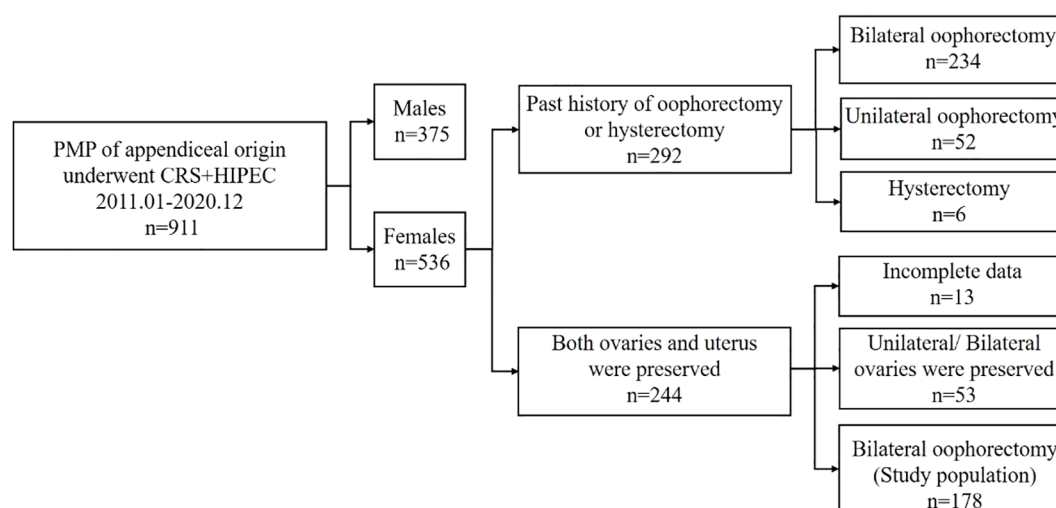 PMP of appendiceal origin
underwent CRS+HIPEC
2011.01-2020.12
n=911
Males
n=375
Females
n=536
Past history of oophorectomy
or hysterectomy
n=292
Both ovaries and uterus
were preserved
n=244
Bilateral oophorectomy
n=234
Unilateral oophorectomy
n=52
Hysterectomy
n=6
Incomplete data
n=13
Unilateral/ Bilateral
ovaries were preserved
n=53
Bilateral oophorectomy
(Study population)
n=178